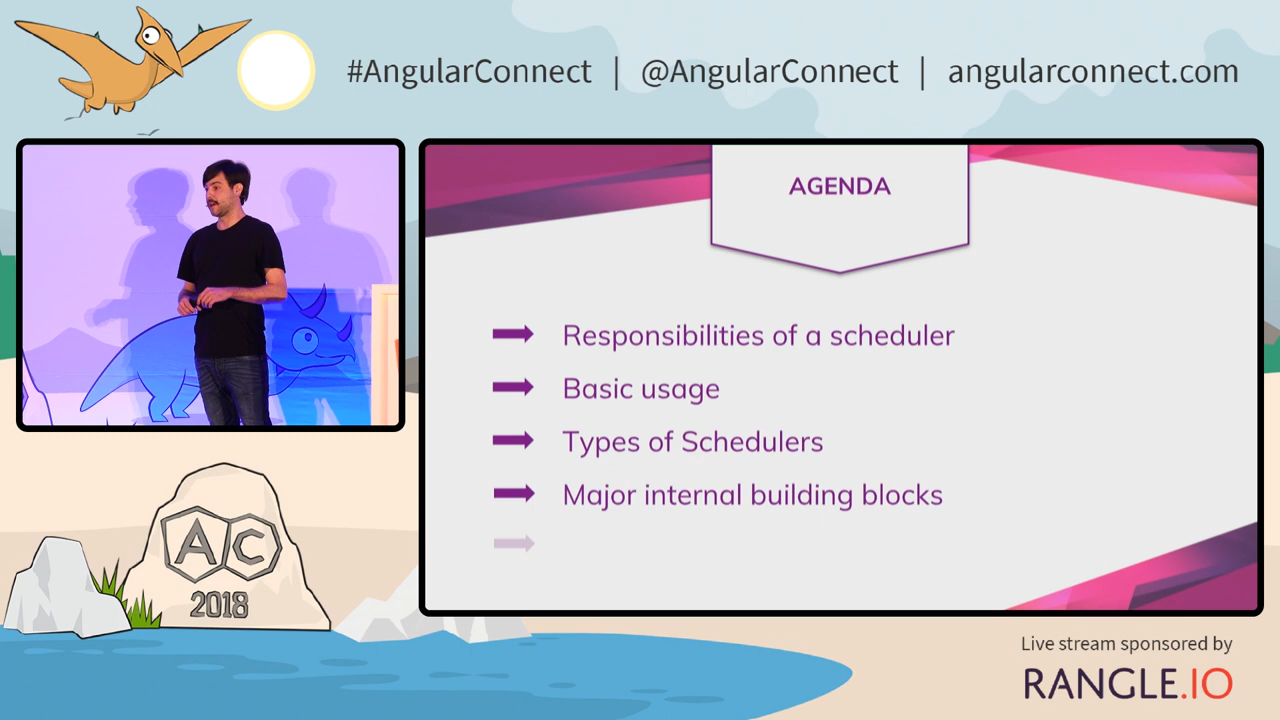 #AngularConnect | @AngularConnect | angularconnect.com
AGENDA
Responsibilities of a scheduler
Basic usage
Types of Schedulers
Major internal building blocks
AC
2018
Live stream sponsored by
RANGLE.IO